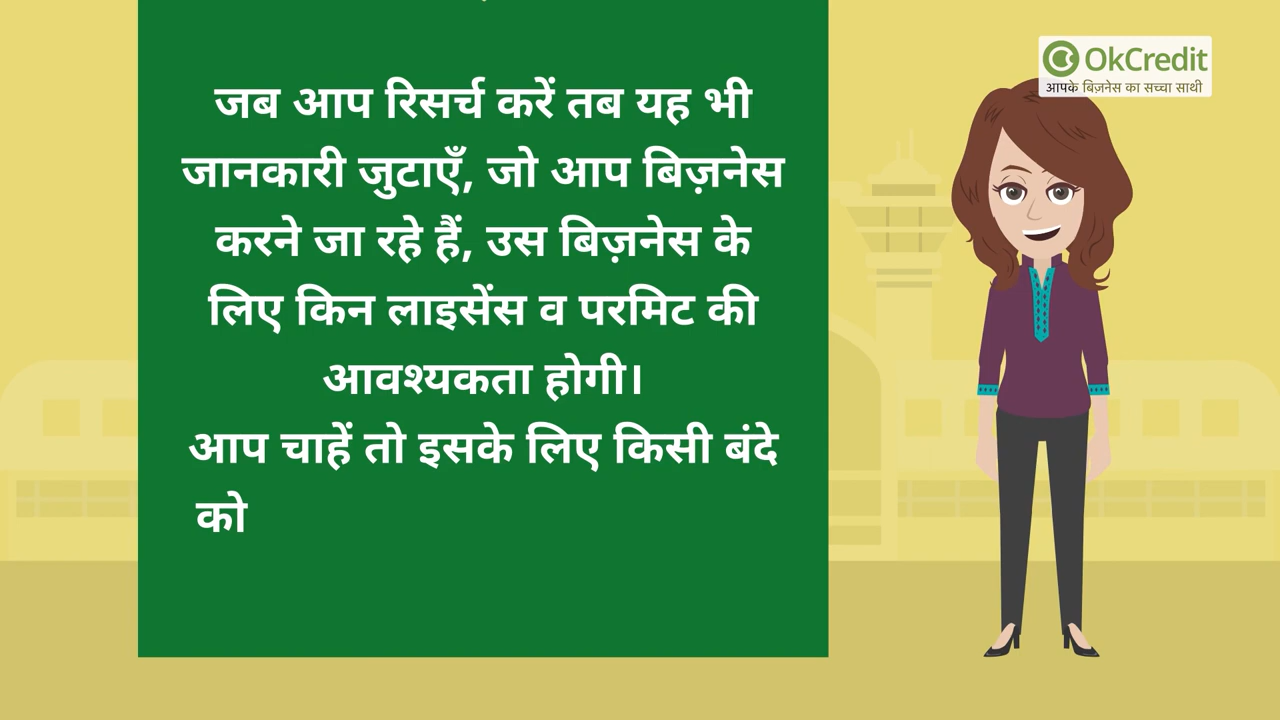 OkCredit
आपके बिज़नेस का सच्चा साथी
जब आप रिसर्च करें तब यह भी
जानकारी जुटाएँ, जो आप बिज़नेस
करने जा रहे हैं, उस बिज़नेस के
लिए किन लाइसेंस व परमिट की
आवश्यकता होगी।
आप चाहें तो इसके लिए किसी बंदे
को